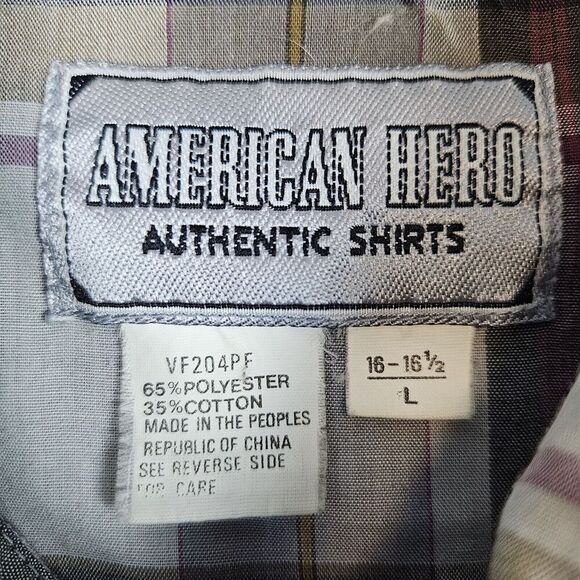 AMERICAN HERO
AUTHENTIC SHIRTS
VF204PF
65% POLYESTER
35% COTTON
MADE IN THE PEOPLES
REPUBLIC OF CHINA
SEE REVERSE SIDE
FOR CARE
16-16½
L